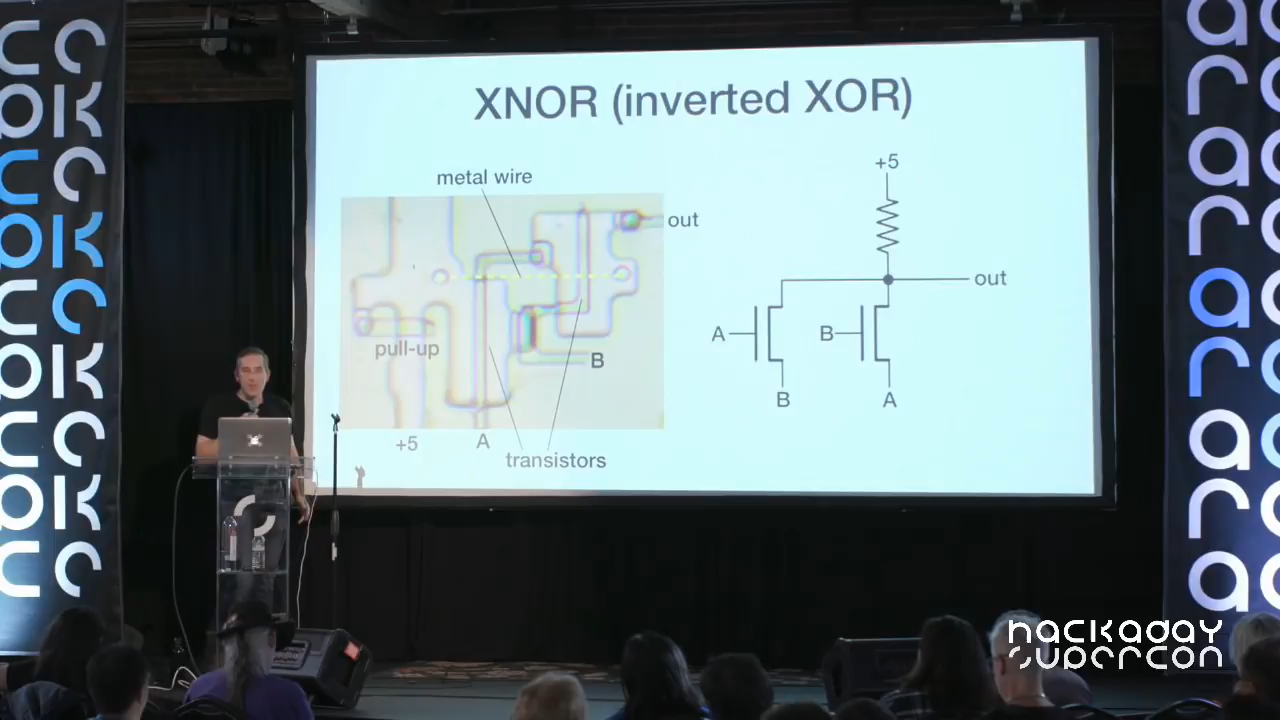 XNOR (inverted XOR)
metal wire
out
pull-up
B
+5
A
transistors
+5
out
A
B
B
A
hackaday
supercon